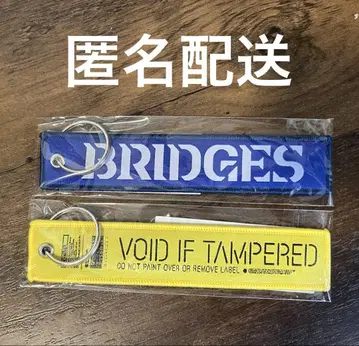 匿名配送
BRIDGES
VOID IF TAMPERED
DO NOT PAINT OVER OR REMOVE LABEL